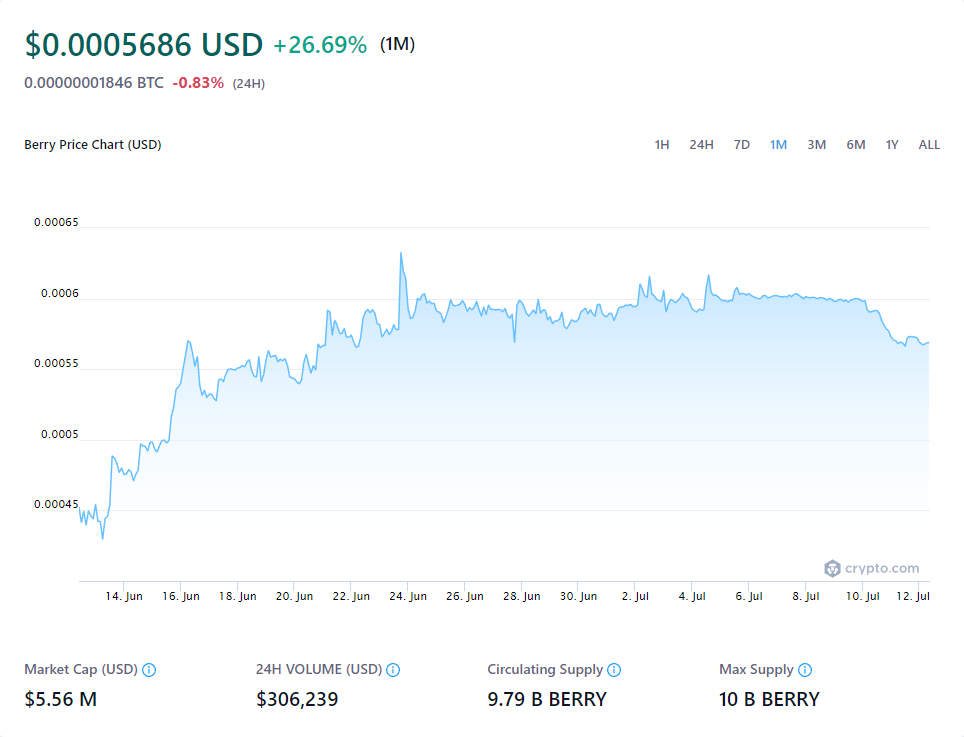 $0.0005686 USD +26.69% (1M)
0.00000001846 BTC -0.83% (24H)
Berry Price Chart (USD) 1H 24H 7D 1M 3M 6M 1Y ALL
0.00065
0.0006
0.00055
0.0005
0.00045
crypto.com
14. Jun 16. Jun 18. Jun 20. Jun 22. Jun 24. Jun 26. Jun 28. Jun 30. Jun 2. Jul 4. Jul 6. Jul 8. Jul 10. Jul 12. Jul
Market Cap (USD) 24H VOLUME (USD) Circulating Supply Max Supply
$5.56 M $306,239 9.79 B BERRY 10 B BERRY